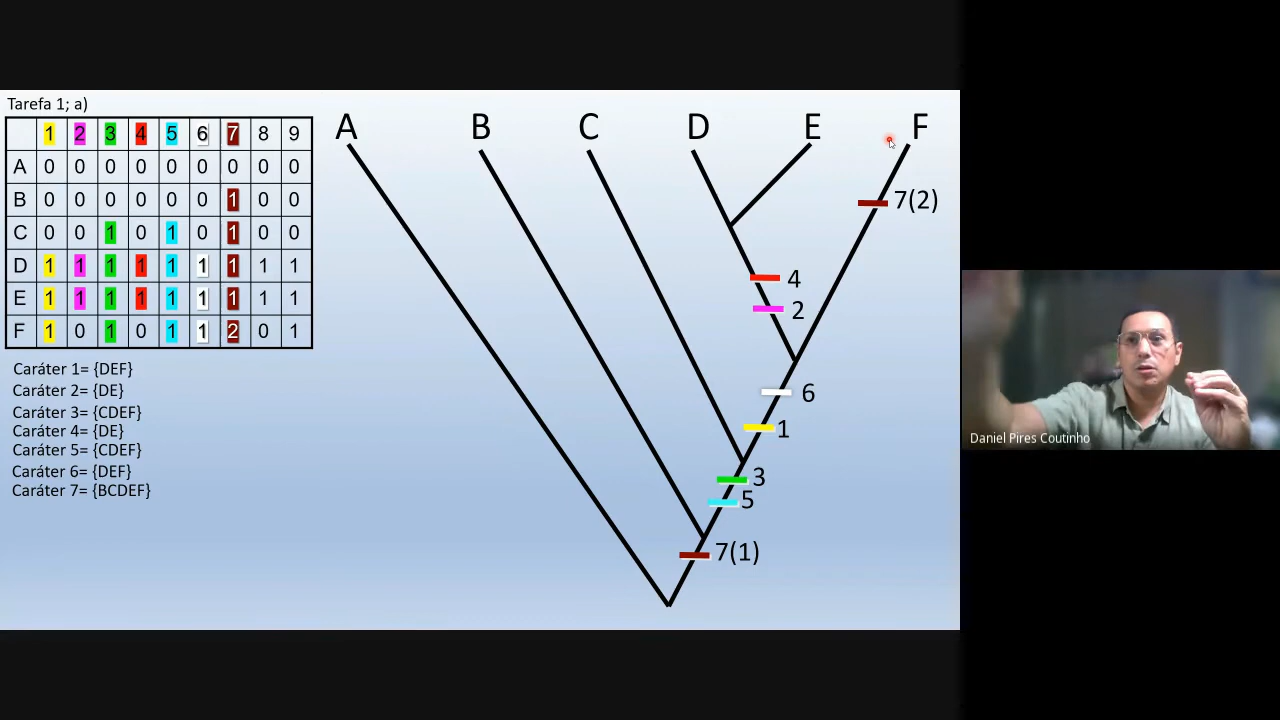 Tarefa 1; a)
1 2 3 4 5 6 7 8 9
A 0 0 0 0 0 0 0 0 0
B 0 0 0 0 0 0 1 0 0
C 0 0 1 0 1 0 1 0 0
D 1 1 1 1 1 1 1 1 1
E 1 1 1 1 1 1 1 1 1
F 1 0 1 0 1 1 2 0 1
Caráter 1= {DEF}
Caráter 2= {DE}
Caráter 3= {CDEF}
Caráter 4= {DE}
Caráter 5= {CDEF}
Caráter 6= {DEF}
Caráter 7= {BCDEF}
A B C D E F
7(2)
4
2
6
1
3
5
7(1)
Daniel Pires Coutinho